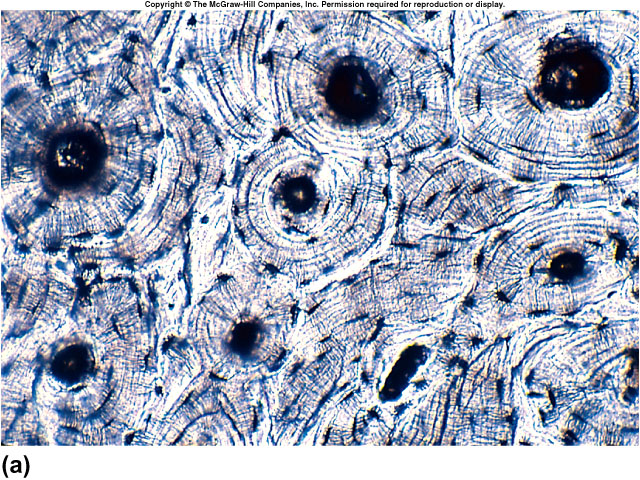 Copyright © The McGraw-Hill Companies, Inc. Permission required for reproduction or display.
(a)